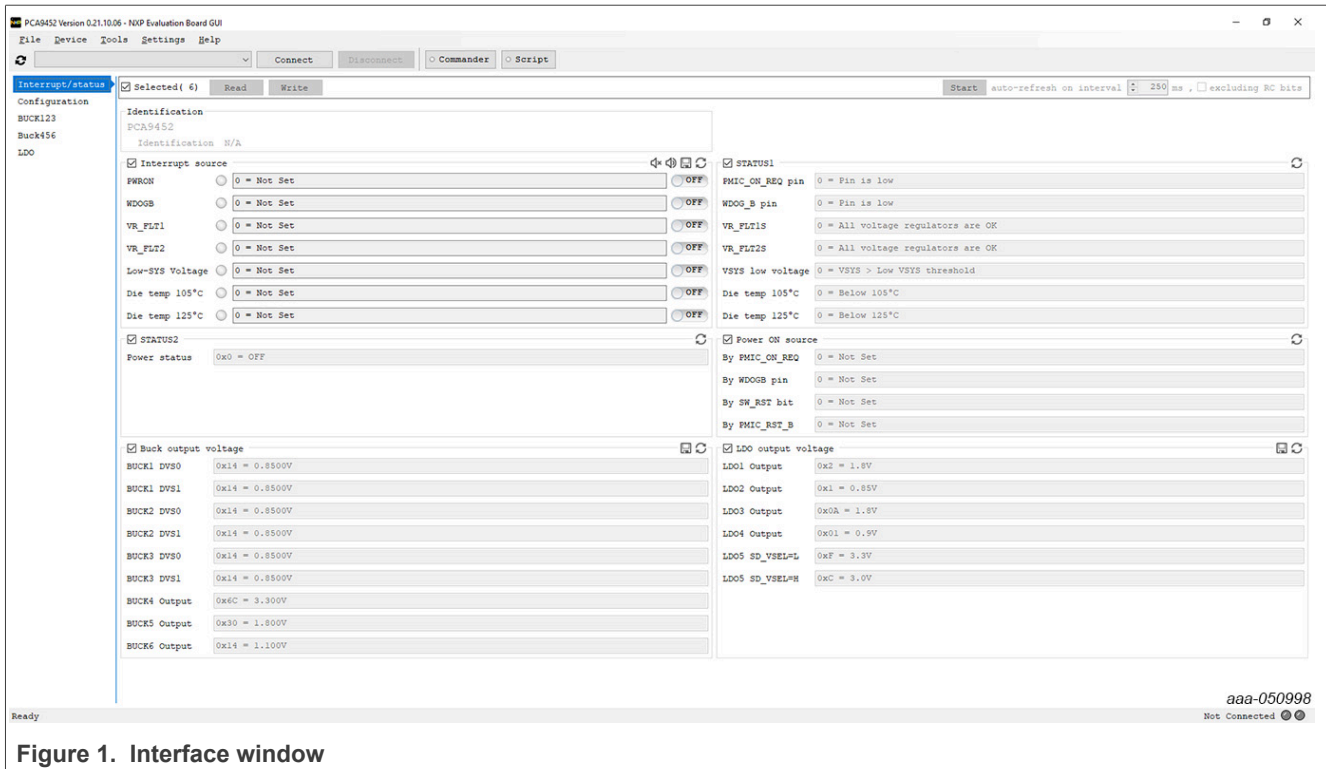 PCA9452 Version 0.21.10.06 - NXP Evaluation Board GUI
File Device Tools Settings Help
Connect Disconnect Commander Script
Interrupt/status
Configuration
BUCK123
Buck456
LDO
Selected( 6) Read Write Start auto-refresh on interval 250 ms , excluding RC bits
Identification
PCA9452
Identification N/A
Interrupt source
PWRON 0 = Not Set OFF
WDOGB 0 = Not Set OFF
VR_FLT1 0 = Not Set OFF
VR_FLT2 0 = Not Set OFF
Low-SYS Voltage 0 = Not Set OFF
Die temp 105°C 0 = Not Set OFF
Die temp 125°C 0 = Not Set OFF
STATUS1
PMIC_ON_REQ pin 0 = Pin is low
WDOG_B pin 0 = Pin is low
VR_FLT1S 0 = All voltage regulators are OK
VR_FLT2S 0 = All voltage regulators are OK
VSYS low voltage 0 = VSYS > Low VSYS threshold
Die temp 105°C 0 = Below 105°C
Die temp 125°C 0 = Below 125°C
STATUS2
Power status 0x0 = OFF
Power ON source
By PMIC_ON_REQ 0 = Not Set
By WDOGB pin 0 = Not Set
By SW_RST bit 0 = Not Set
By PMIC_RST_B 0 = Not Set
Buck output voltage
BUCK1 DVS0 0x14 = 0.8500V
BUCK1 DVS1 0x14 = 0.8500V
BUCK2 DVS0 0x14 = 0.8500V
BUCK2 DVS1 0x14 = 0.8500V
BUCK3 DVS0 0x14 = 0.8500V
BUCK3 DVS1 0x14 = 0.8500V
BUCK4 Output 0x6C = 3.300V
BUCK5 Output 0x30 = 1.800V
BUCK6 Output 0x14 = 1.100V
LDO output voltage
LDO1 Output 0x2 = 1.8V
LDO2 Output 0x1 = 0.85V
LDO3 Output 0x0A = 1.8V
LDO4 Output 0x01 = 0.9V
LDO5 SD_VSEL=L 0xF = 3.3V
LDO5 SD_VSEL=H 0xC = 3.0V
aaa-050998
Ready Not Connected
Figure 1. Interface window